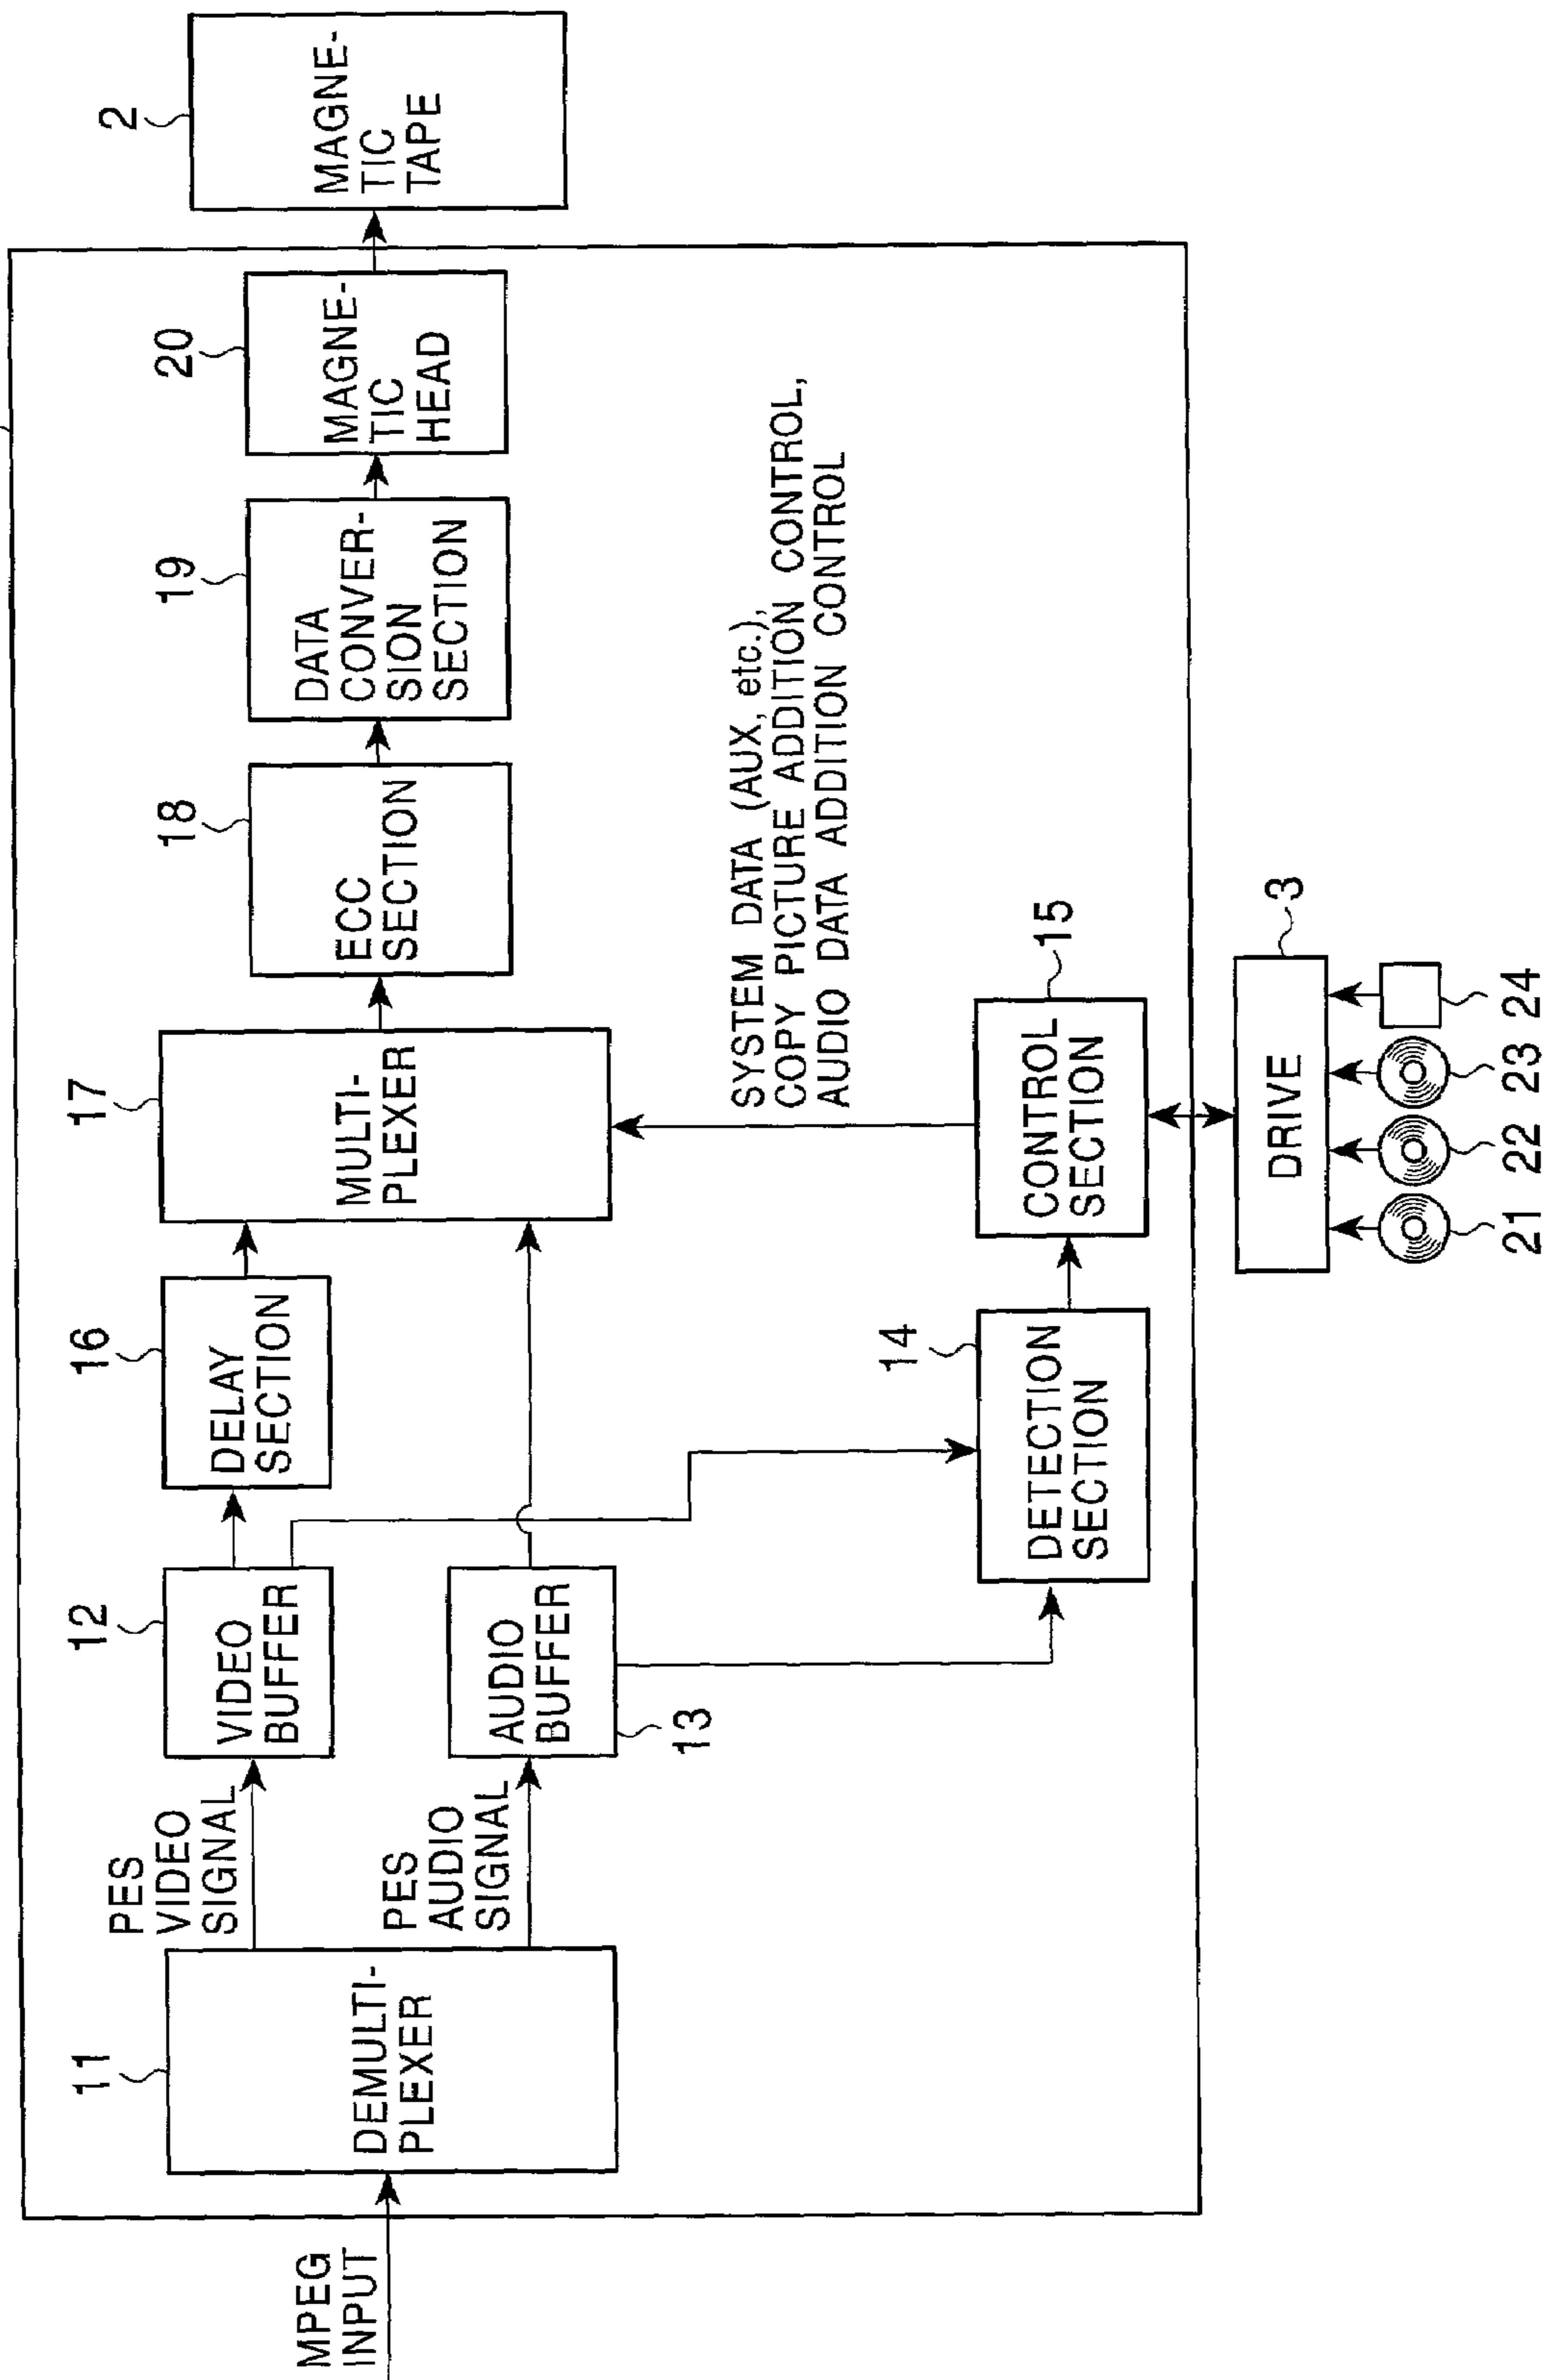 MPEG
INPUT
11
DEMULTI-
PLEXER
PES
VIDEO
SIGNAL
PES
AUDIO
SIGNAL
12
VIDEO
BUFFER
AUDIO
BUFFER
13
16
DELAY
SECTION
14
DETECTION
SECTION
17
MULTI-
PLEXER
15
CONTROL
SECTION
SYSTEM DATA (AUX, etc.),
COPY PICTURE ADDITION CONTROL,
AUDIO DATA ADDITION CONTROL
18
ECC
SECTION
19
DATA
CONVER-
SION
SECTION
20
MAGNE-
TIC
HEAD
2
MAGNE-
TIC
TAPE
3
DRIVE
21
22
23
24